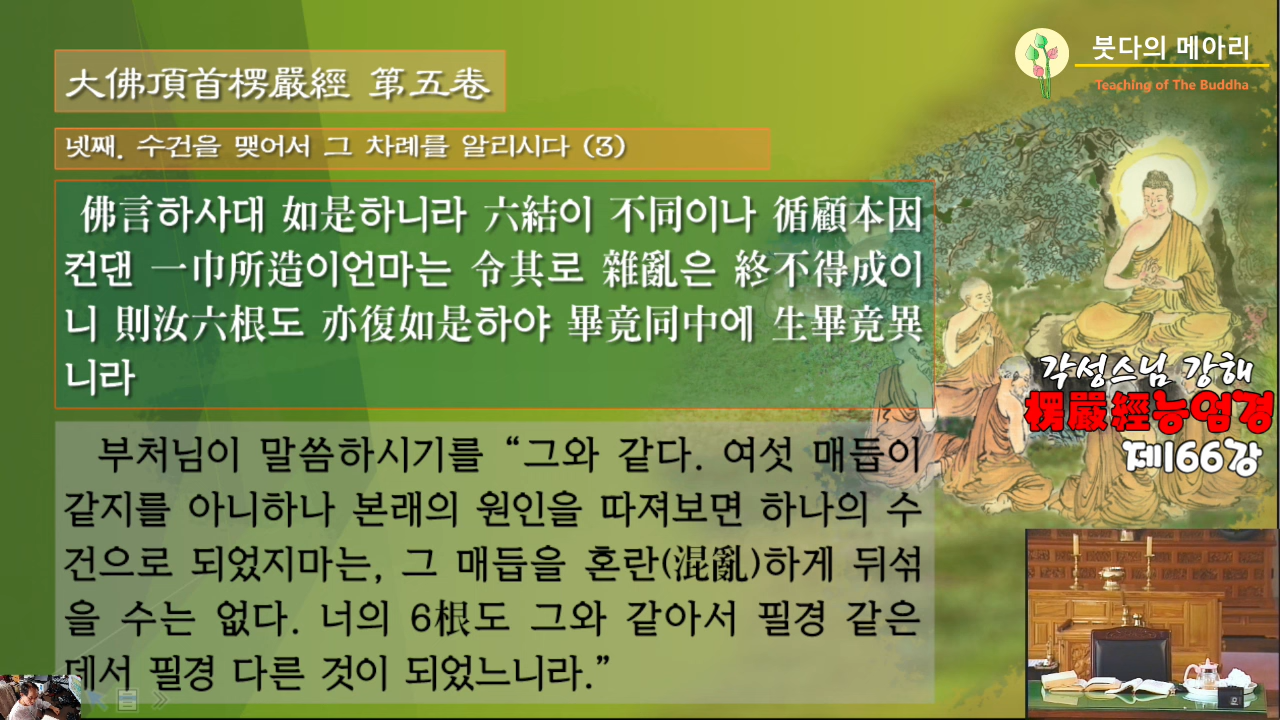 大佛頂首楞嚴經 第五卷
넷째. 수건을 맺어서 그 차례를 알리시다 (3)
佛言하사대 如是하니라 六結이 不同이나 循顧本因
컨댄 一巾所造이언마는 令其로 雜亂은 終不得成이
니 則汝六根도 亦復如是하야 畢竟同中에 生畢竟異
니라
부처님이 말씀하시기를 “그와 같다. 여섯 매듭이
같지를 아니하나 본래의 원인을 따져보면 하나의 수
건으로 되었지마는, 그 매듭을 혼란(混亂)하게 뒤섞
을 수는 없다. 너의 6根도 그와 같아서 필경 같은
데서 필경 다른 것이 되었느니라.”
붓다의 메아리
Teaching of The Buddha
각성스님 강해
楞嚴經능엄경
제166강